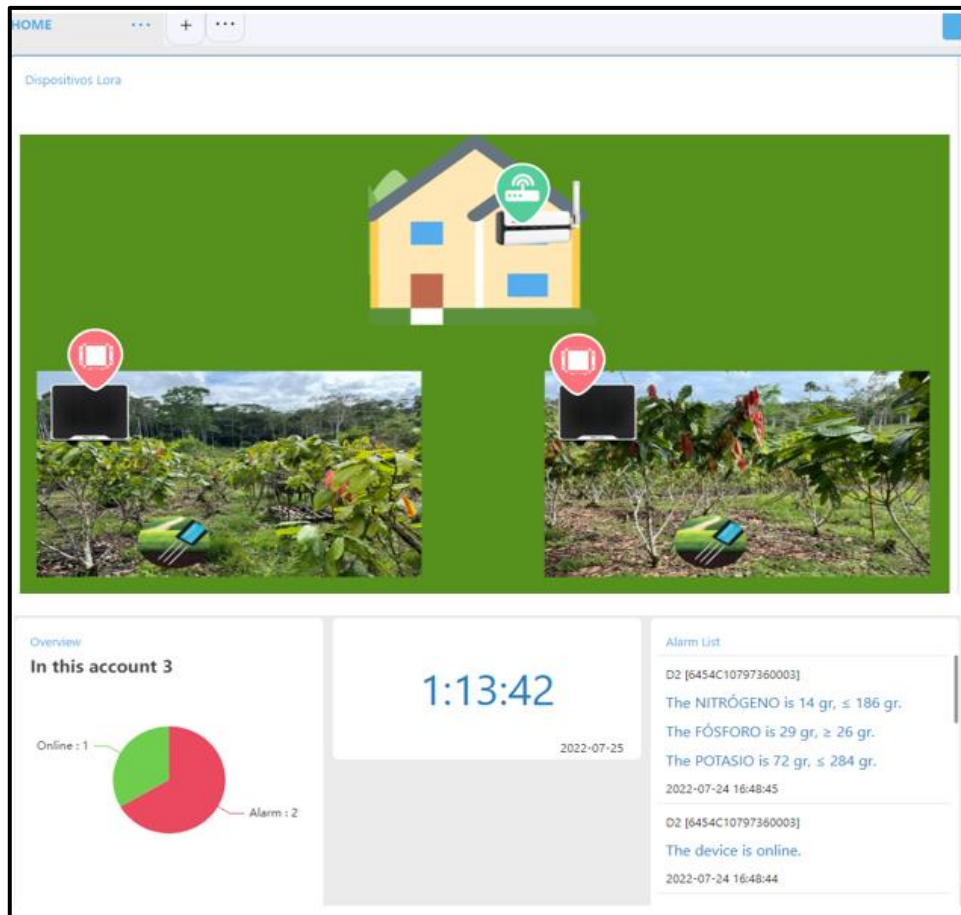 HOME ... + ...
Dispositivos Lora
Overview
In this account 3
Online : 1
Alarm : 2
1:13:42
2022-07-25
Alarm List
D2 [6454C10797360003]
The NITRÓGENO is 14 gr, ≤ 186 gr.
The FÓSFORO is 29 gr, ≥ 26 gr.
The POTASIO is 72 gr, ≤ 284 gr.
2022-07-24 16:48:45
D2 [6454C10797360003]
The device is online.
2022-07-24 16:48:44